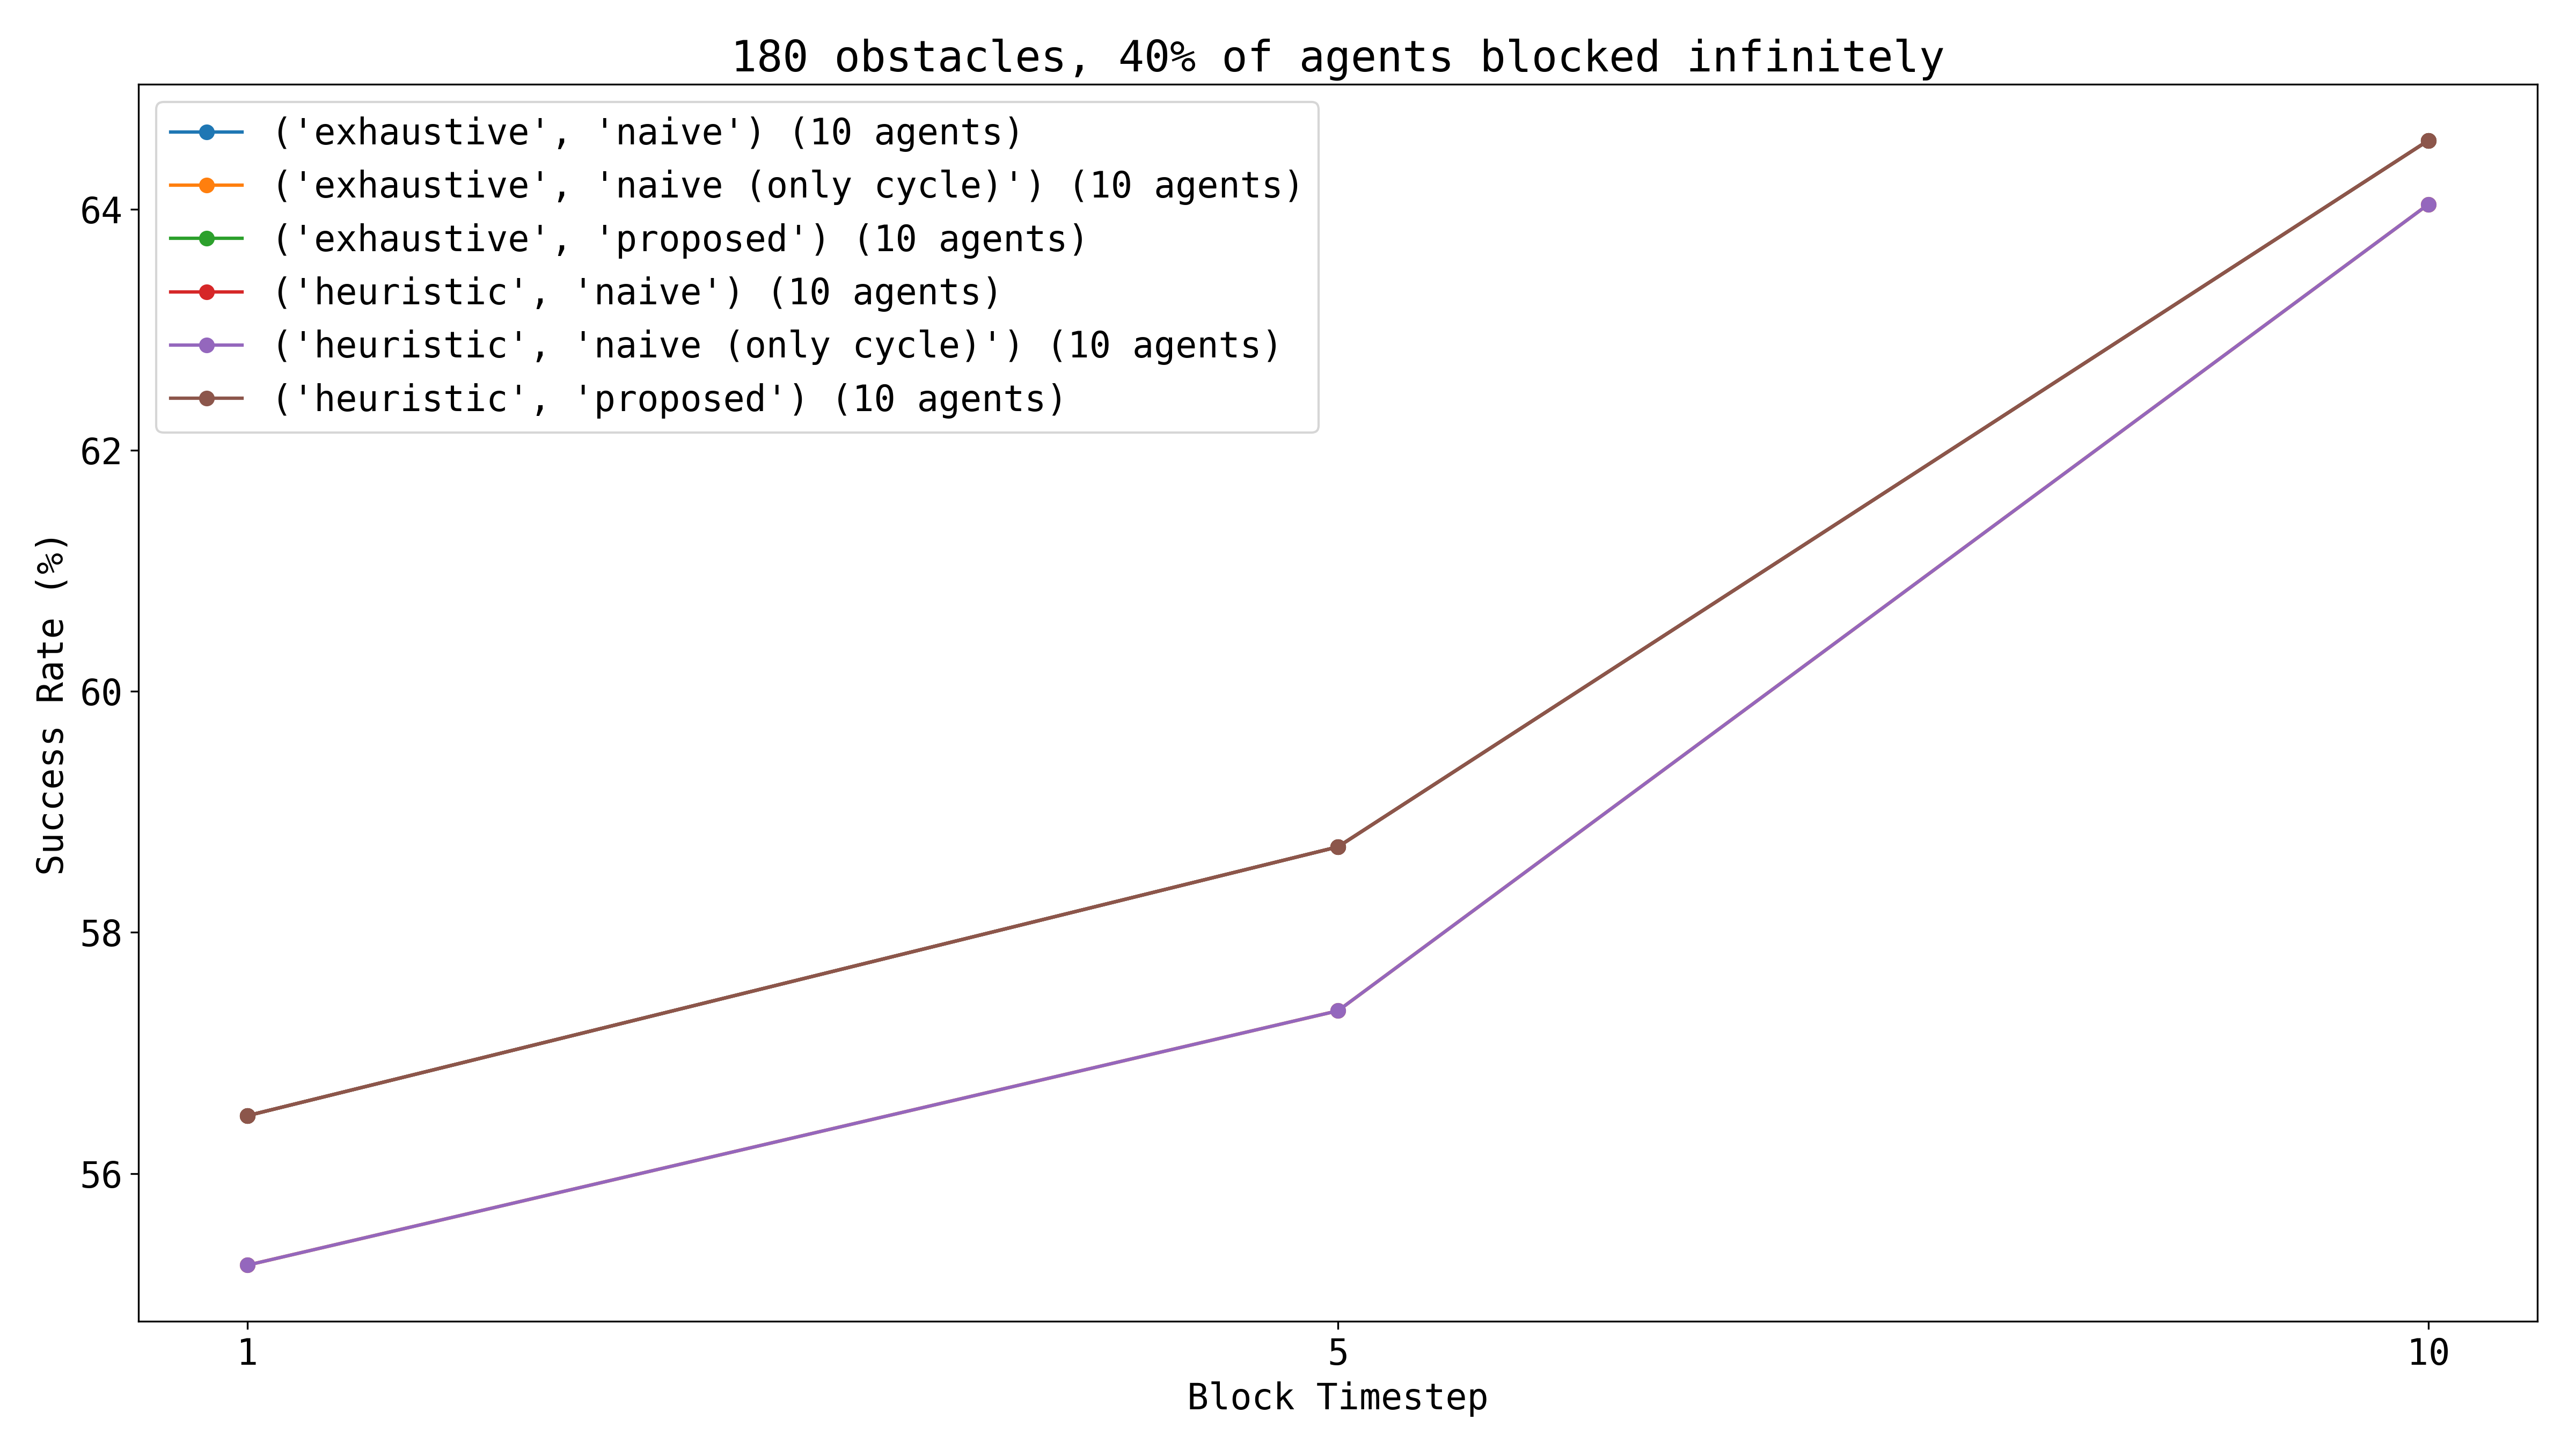 180 obstacles, 40% of agents blocked infinitely
('exhaustive', 'naive') (10 agents)
('exhaustive', 'naive (only cycle)') (10 agents)
('exhaustive', 'proposed') (10 agents)
('heuristic', 'naive') (10 agents)
('heuristic', 'naive (only cycle)') (10 agents)
('heuristic', 'proposed') (10 agents)
Success Rate (%)
64
62
60
58
56
1 5 10
Block Timestep